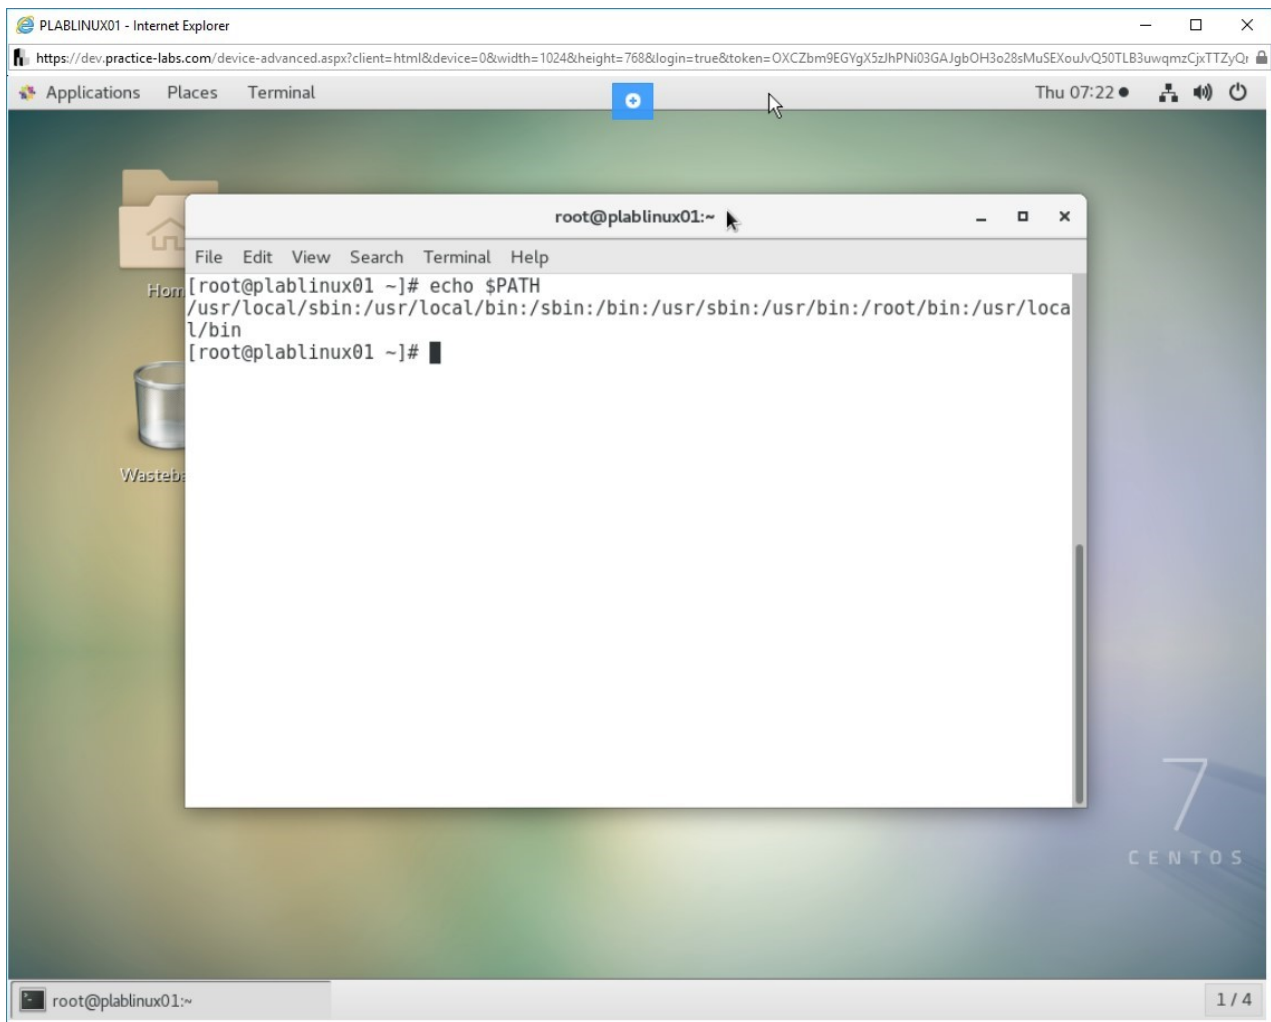 PLABLINUX01 - Internet Explorer
https://dev.practice-labs.com/device-advanced.aspx?client=html&device=0&width=1024&height=768&login=true&token=OXCZbm9EGYgX5zJhPNi03GAJgbOH3o28sMuSEXouJvQ50TLB3uwqmzCjxTTZyQr
Applications Places Terminal Thu 07:22
root@plablinux01:~
File Edit View Search Terminal Help
[root@plablinux01 ~]# echo $PATH
/usr/local/sbin:/usr/local/bin:/sbin:/bin:/usr/sbin:/usr/bin:/root/bin:/usr/loca
l/bin
[root@plablinux01 ~]#
Hom
Wasteb
7
CENTOS
root@plablinux01:~ 1 / 4